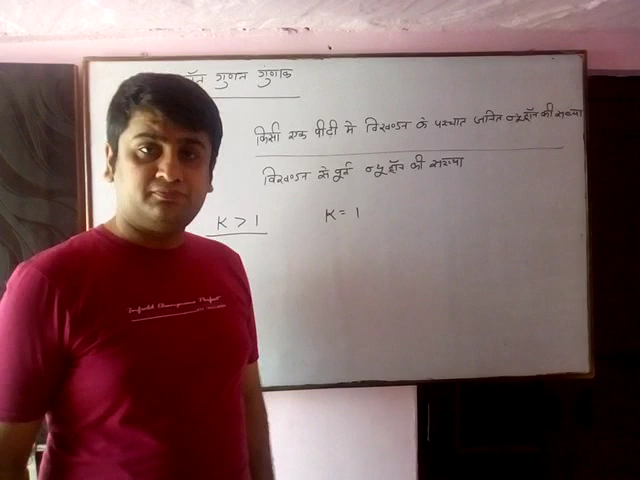 गुणन गुणांक
किसी एक पीढी में विखण्डन के पश्चात जनित न्यूट्रॉन की संख्या
विखण्डन से पूर्व न्यूट्रॉन की संख्या
K > 1
K = 1